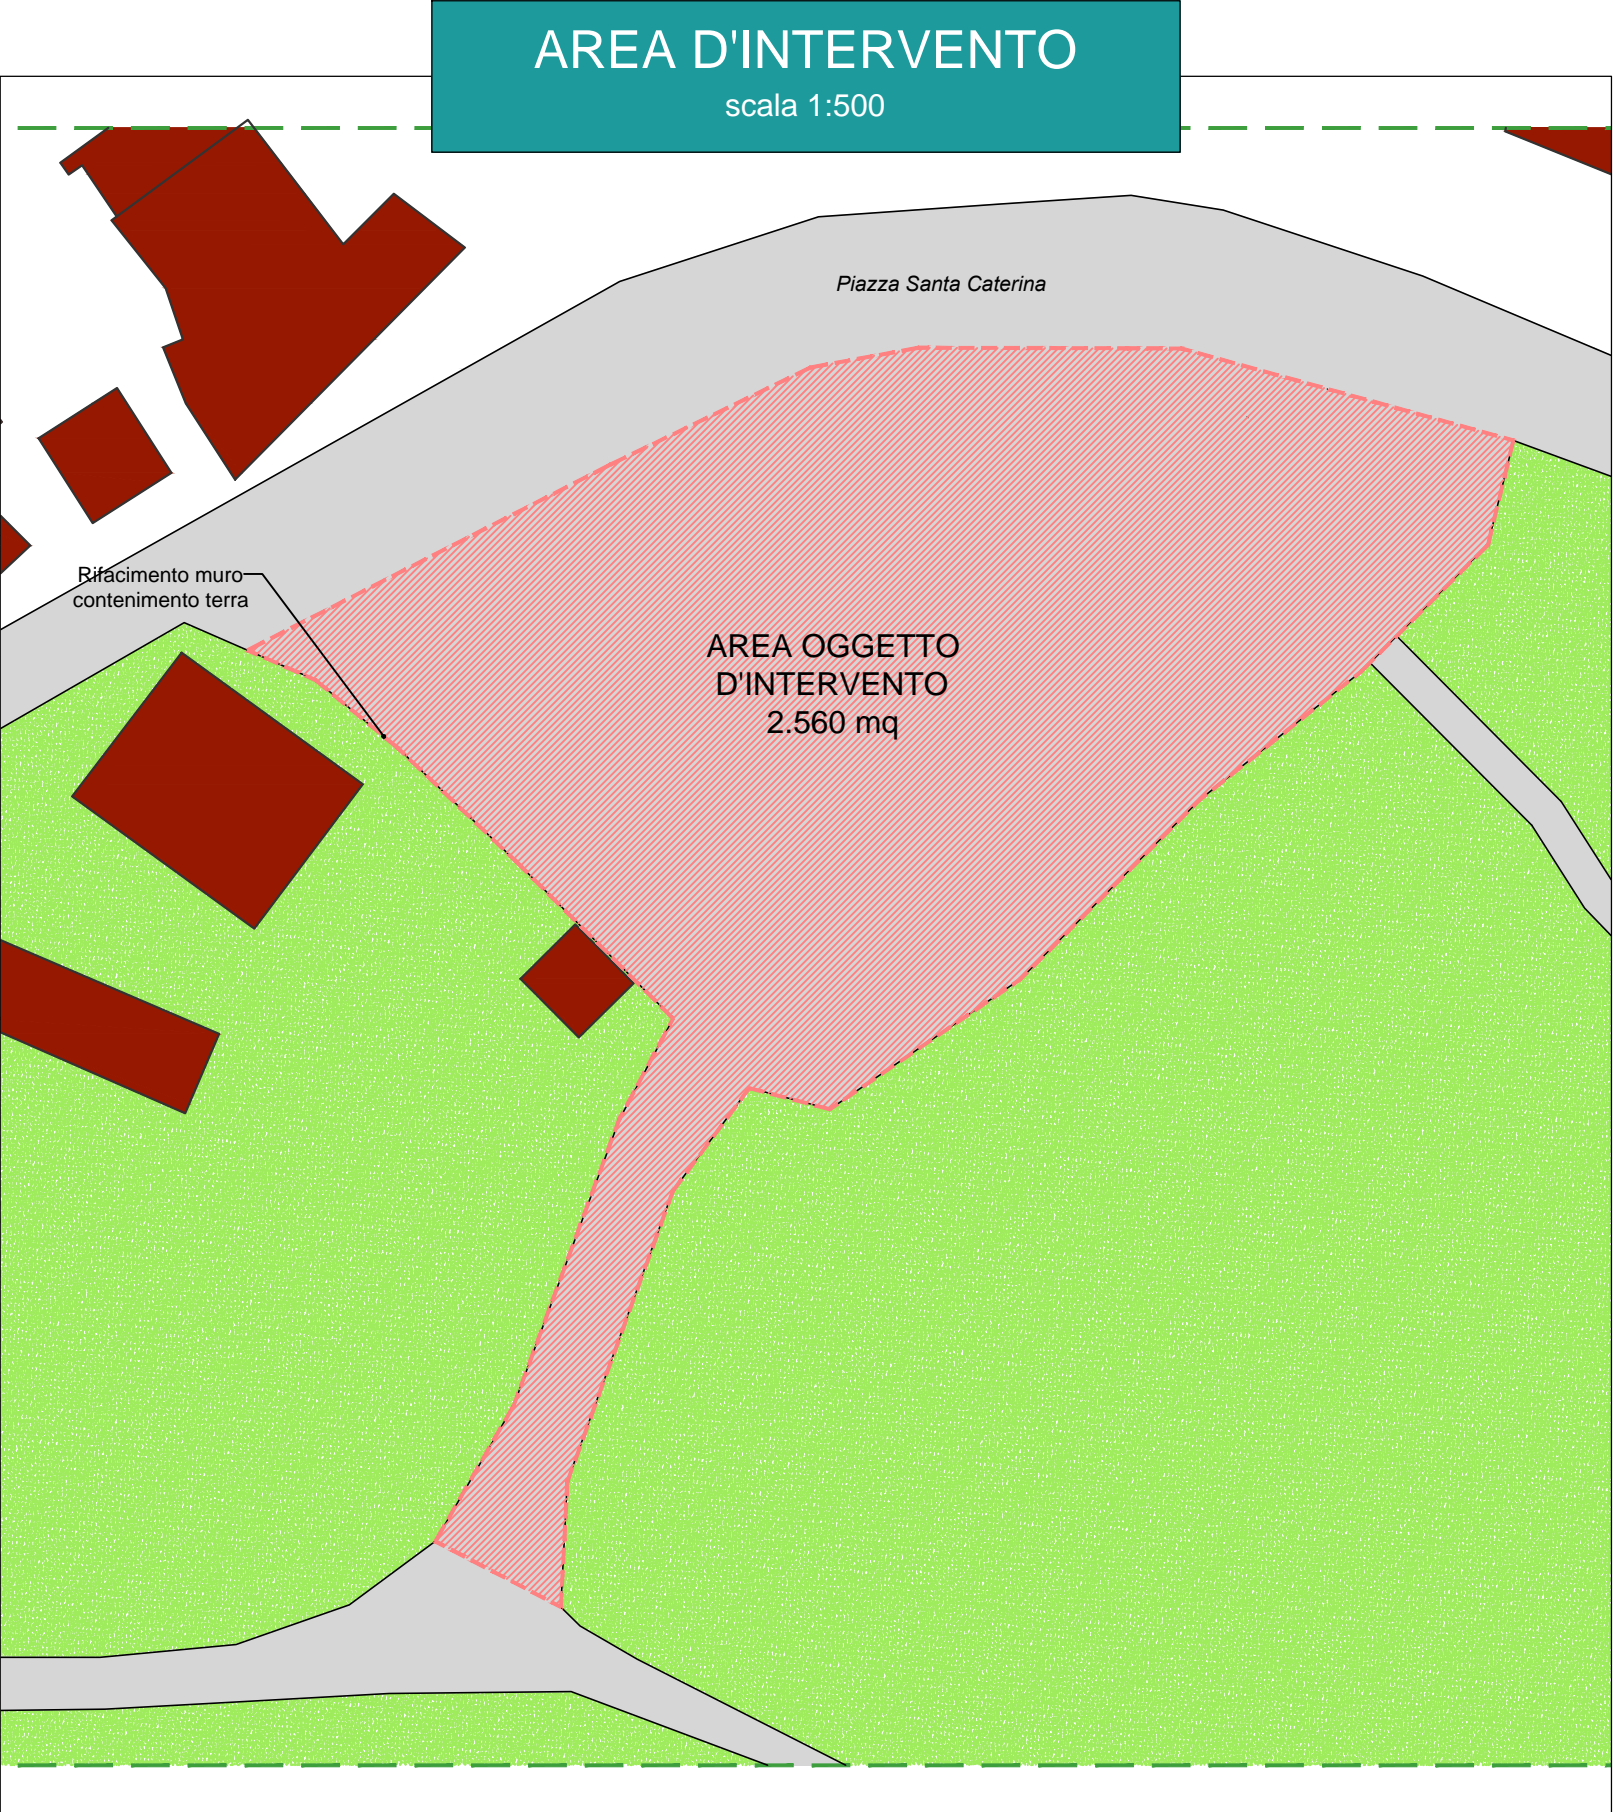 AREA D'INTERVENTO
scala 1:500
Piazza Santa Caterina
Rifacimento muro
contenimento terra
AREA OGGETTO
D'INTERVENTO
2.560 mq